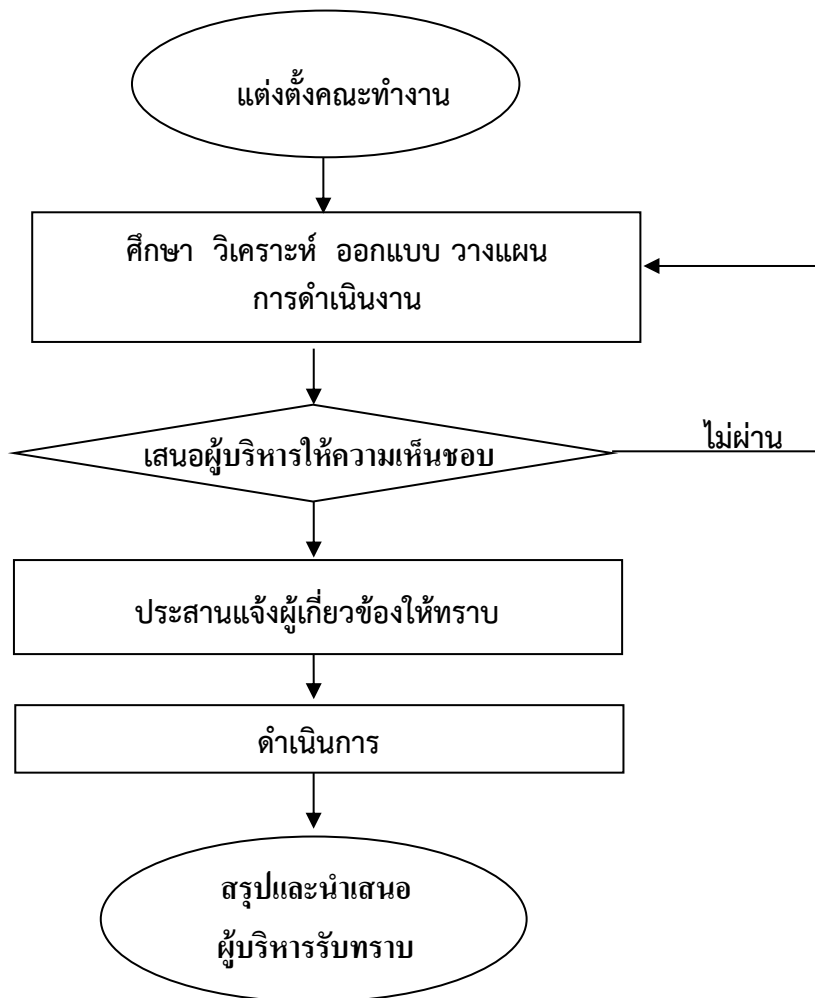 แต่งตั้งคณะทำงาน
ศึกษา วิเคราะห์ ออกแบบ วางแผน
การดำเนินงาน
เสนอผู้บริหารให้ความเห็นชอบ
ไม่ผ่าน
ประสานแจ้งผู้เกี่ยวข้องให้ทราบ
ดำเนินการ
สรุปและนำเสนอ
ผู้บริหารรับทราบ